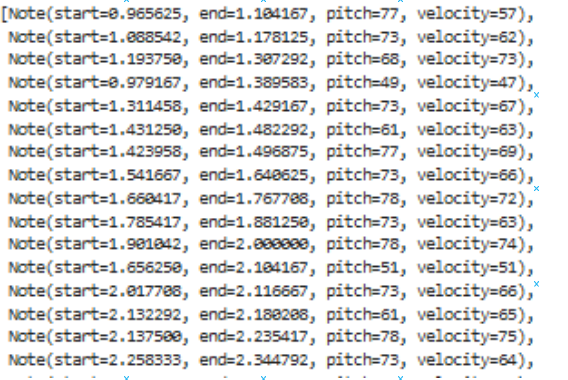 [Note(start=0.965625, end=1.104167, pitch=77, velocity=57),
Note(start=1.088542, end=1.178125, pitch=73, velocity=62),
Note(start=1.193750, end=1.307292, pitch=68, velocity=73),
Note(start=0.979167, end=1.389583, pitch=49, velocity=47),
Note(start=1.311458, end=1.429167, pitch=73, velocity=67),
Note(start=1.431250, end=1.482292, pitch=61, velocity=63),
Note(start=1.423958, end=1.496875, pitch=77, velocity=69),
Note(start=1.541667, end=1.640625, pitch=73, velocity=66),
Note(start=1.660417, end=1.767708, pitch=78, velocity=72),
Note(start=1.785417, end=1.881250, pitch=73, velocity=63),
Note(start=1.901042, end=2.000000, pitch=78, velocity=74),
Note(start=1.656250, end=2.104167, pitch=51, velocity=51),
Note(start=2.017708, end=2.116667, pitch=73, velocity=66),
Note(start=2.132292, end=2.180208, pitch=61, velocity=65),
Note(start=2.137500, end=2.235417, pitch=78, velocity=75),
Note(start=2.258333, end=2.344792, pitch=73, velocity=64),